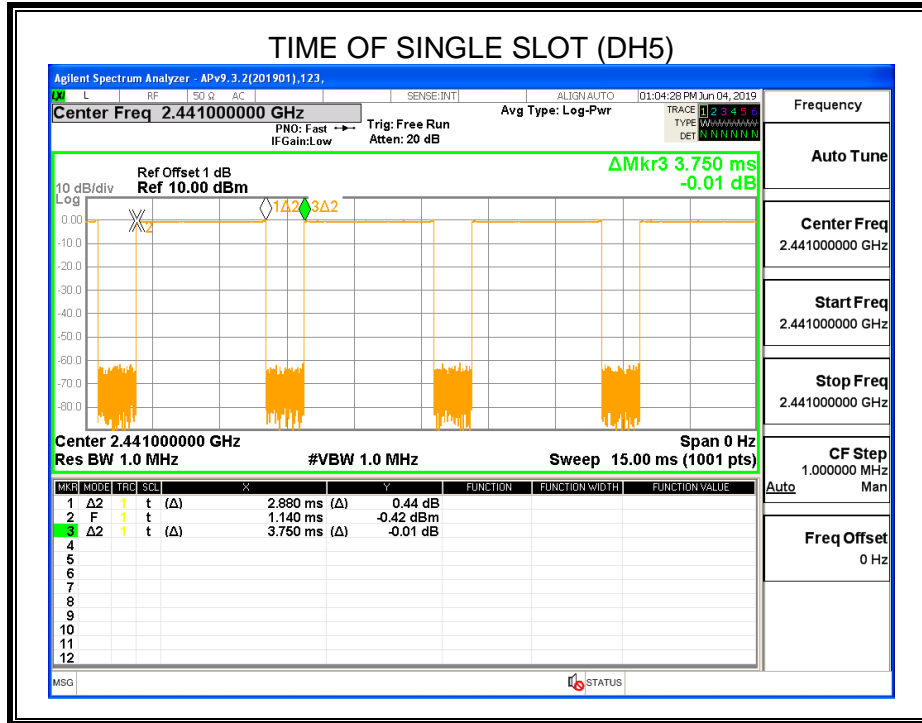 TIME OF SINGLE SLOT (DH5)
Agilent Spectrum Analyzer - APv9.3.2(201901),123,
LXI L RF 50 Ω AC SENSE:INT ALIGN AUTO 01:04:28 PM Jun 04, 2019
Center Freq 2.441000000 GHz
PNO: Fast
IFGain:Low
Trig: Free Run
Atten: 20 dB
Avg Type: Log-Pwr
TRACE 1 2 3 4 5 6
TYPE WWWWWW
DET N N N N N N
Ref Offset 1 dB
Ref 10.00 dBm
ΔMkr3 3.750 ms
-0.01 dB
10 dB/div
Log
1Δ2 3Δ2
2
0.00
-10.0
-20.0
-30.0
-40.0
-50.0
-60.0
-70.0
-80.0
Center 2.441000000 GHz
Span 0 Hz
Res BW 1.0 MHz #VBW 1.0 MHz Sweep 15.00 ms (1001 pts)
MKR MODE TRC SCL X Y FUNCTION FUNCTION WIDTH FUNCTION VALUE
1 Δ2 1 t (Δ) 2.880 ms (Δ) 0.44 dB
2 F 1 t 1.140 ms -0.42 dBm
3 Δ2 1 t (Δ) 3.750 ms (Δ) -0.01 dB
4
5
6
7
8
9
10
11
12
MSG STATUS
Frequency
Auto Tune
Center Freq
2.441000000 GHz
Start Freq
2.441000000 GHz
Stop Freq
2.441000000 GHz
CF Step
1.000000 MHz
Auto Man
Freq Offset
0 Hz